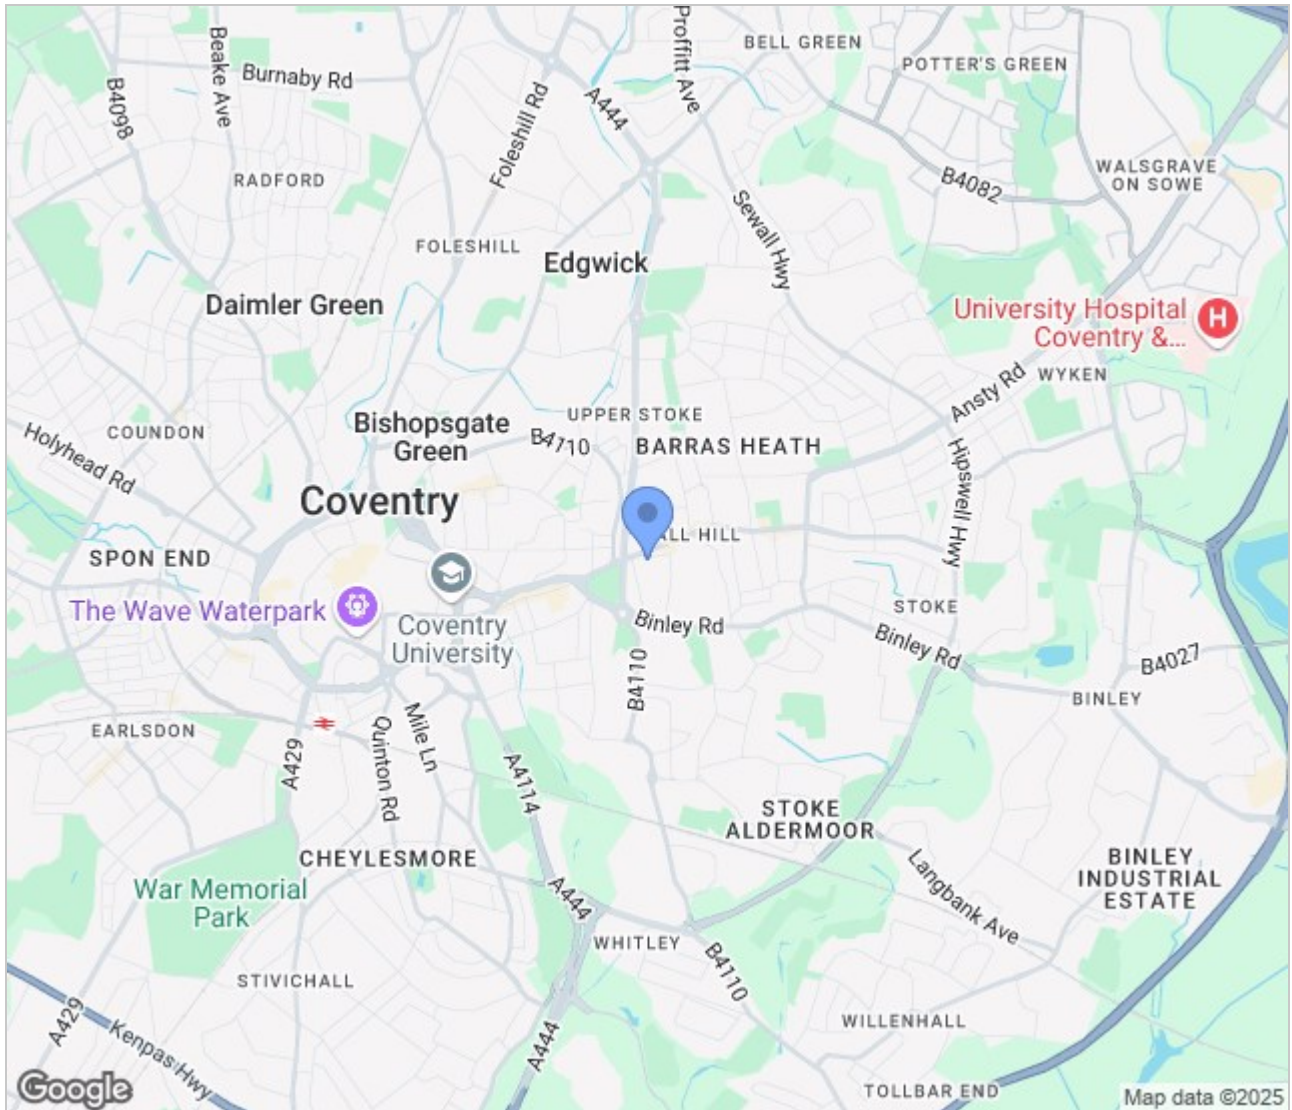 Proffitt Ave
BELL GREEN
POTTER'S GREEN
Beake Ave
Burnaby Rd
B4098
A444
Foleshill Rd
WALSGRAVE
ON SOWE
B4082
RADFORD
Sewall Hwy
FOLESHILL
Edgwick
Daimler Green
University Hospital
Coventry &...
H
WYKEN
Ansty Rd
UPPER STOKE
Bishopsgate
Green
B4110
BARRAS HEATH
COUNDON
Holyhead Rd
Hipswell Hwy
Coventry
ALL HILL
SPON END
The Wave Waterpark
Coventry
University
Binley Rd
STOKE
Binley Rd
B4027
B4110
BINLEY
EARLSDON
A429
Quinton Rd
Mile Ln
A4114
STOKE
ALDERMOOR
CHEYLESMORE
Langbank Ave
BINLEY
INDUSTRIAL
ESTATE
War Memorial
Park
A444
WHITLEY
B4110
STIVICHALL
A429
Kenpas Hwy
A444
WILLENHALL
TOLLBAR END
Google
Map data ©2025